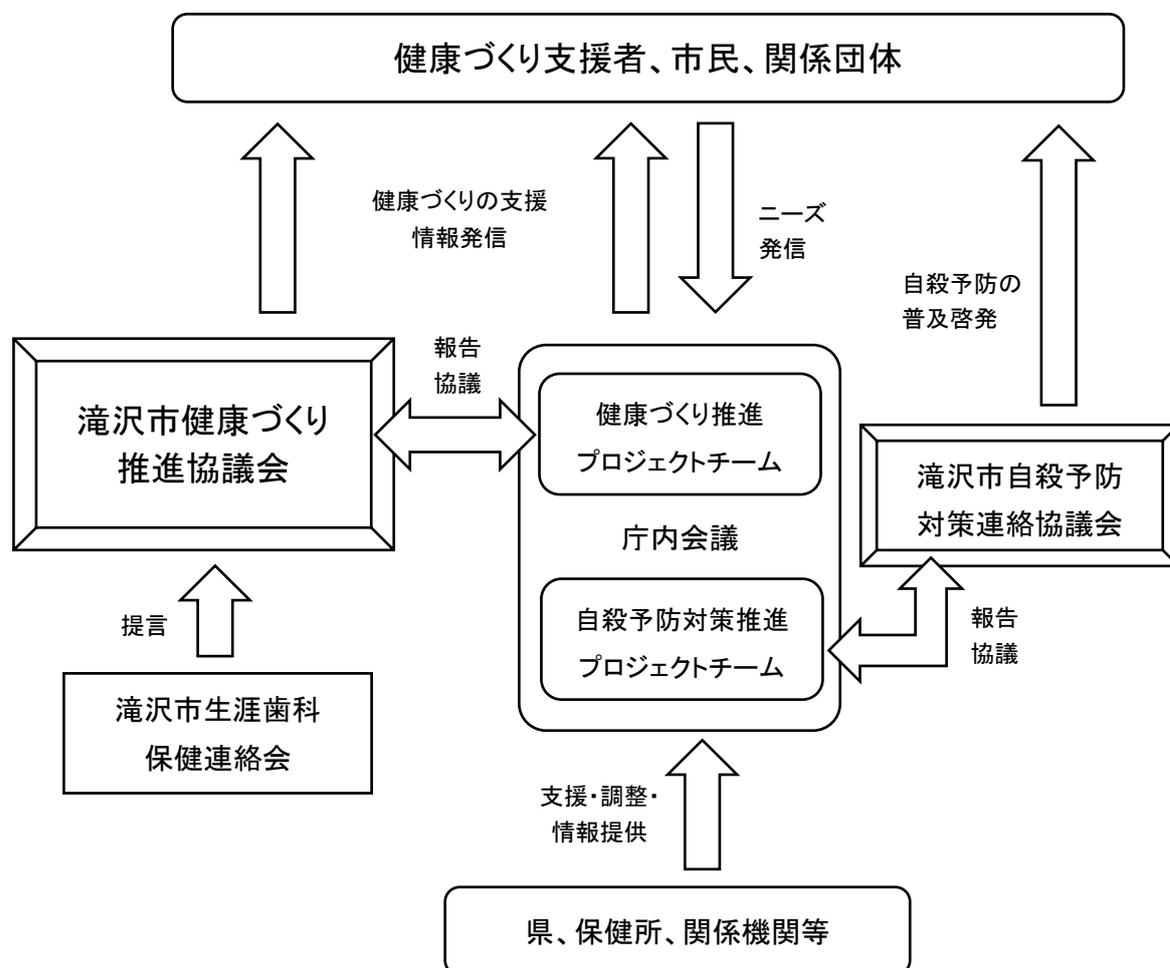 健康づくり支援者、市民、関係団体
健康づくりの支援
情報発信
ニーズ
発信
自殺予防の
普及啓発
報告
協議
滝沢市健康づくり
推進協議会
健康づくり推進
プロジェクトチーム
庁内会議
滝沢市自殺予防
対策連絡協議会
自殺予防対策推進
プロジェクトチーム
報告
協議
提言
滝沢市生涯歯科
保健連絡会
支援・調整・
情報提供
県、保健所、関係機関等